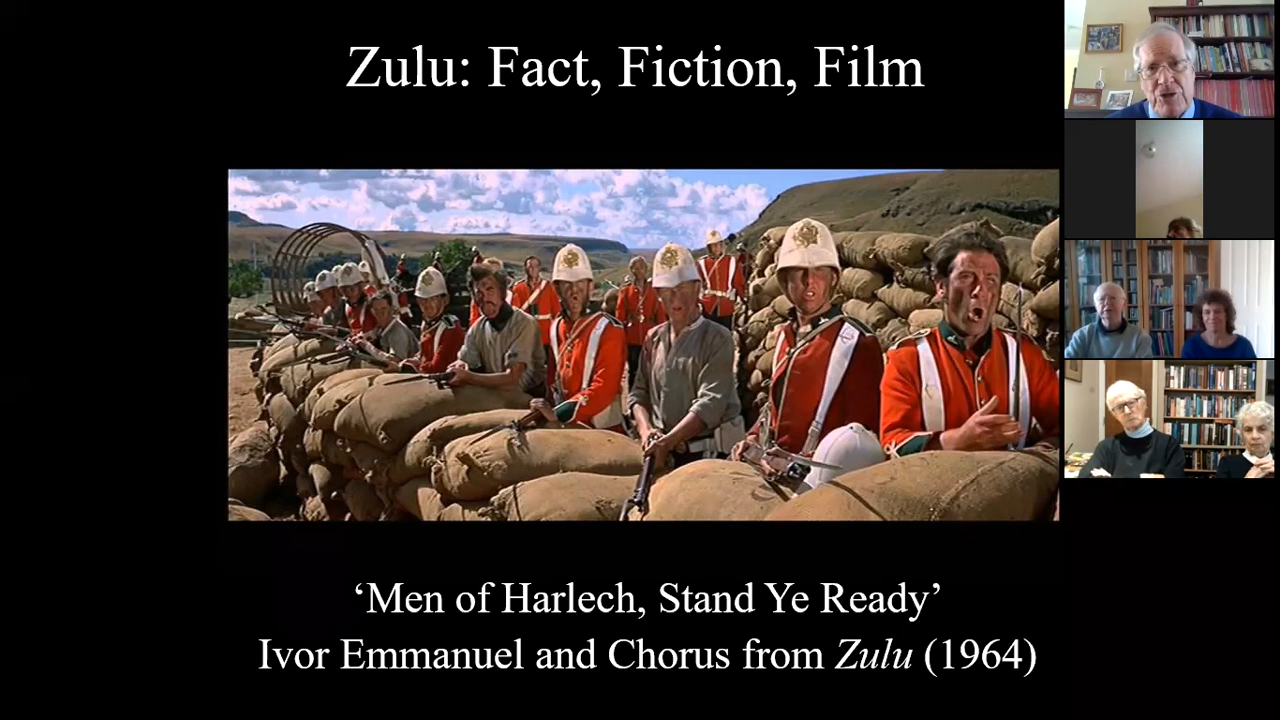 Zulu: Fact, Fiction, Film
‘Men of Harlech, Stand Ye Ready’
Ivor Emmanuel and Chorus from Zulu (1964)